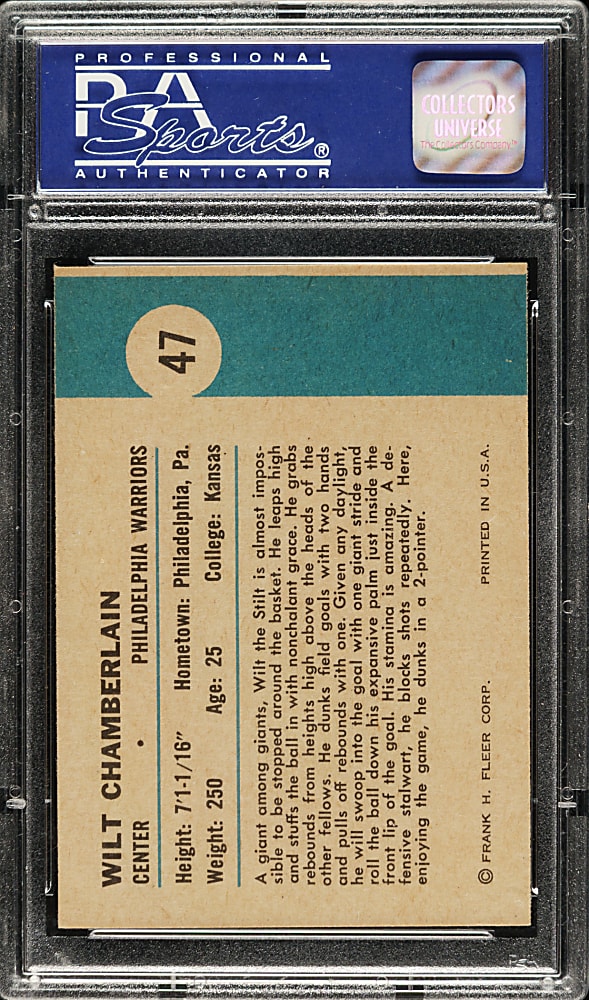 PROFESSIONAL
PSA
Sports®
AUTHENTICATOR
COLLECTORS
UNIVERSE
The Collectors Company™
47
WILT CHAMBERLAIN
CENTER • PHILADELPHIA WARRIORS
Height: 7'1-1/16" Hometown: Philadelphia, Pa.
Weight: 250 Age: 25 College: Kansas
A giant among giants, Wilt the Stilt is almost impos-
sible to be stopped around the basket. He leaps high
and stuffs the ball in with nonchalant grace. He grabs
rebounds from heights high above the heads of the
other fellows. He dunks field goals with two hands
and pulls off rebounds with one. Given any daylight,
he will swoop into the goal with one giant stride and
roll the ball down his expansive palm just inside the
front lip of the goal. His stamina is amazing. A de-
fensive stalwart, he blocks shots repeatedly. Here,
enjoying the game, he dunks in a 2-pointer.
© FRANK H. FLEER CORP. PRINTED IN U.S.A.
PSA